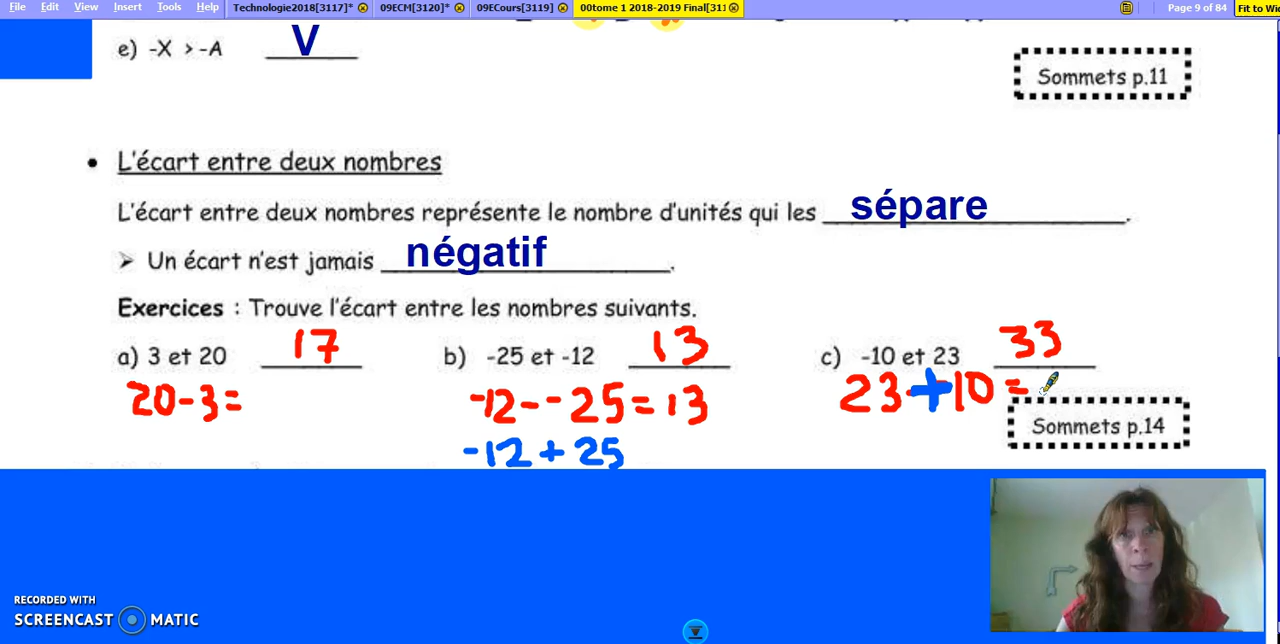 File Edit View Insert Tools Help Technologie2018[3117]* 09ECM[3120]* 09ECours[3119] 00tome 1 2018-2019 Final[311 Page 9 of 84 Fit to Wi
e) -X > -A V
Sommets p.11
• L'écart entre deux nombres
L'écart entre deux nombres représente le nombre d'unités qui les sépare.
➢ Un écart n'est jamais négatif.
Exercices : Trouve l'écart entre les nombres suivants.
a) 3 et 20 17 b) -25 et -12 13 c) -10 et 23 33
20-3= -12--25=13 23+10=
-12+25
Sommets p.14
RECORDED WITH
SCREENCAST MATIC